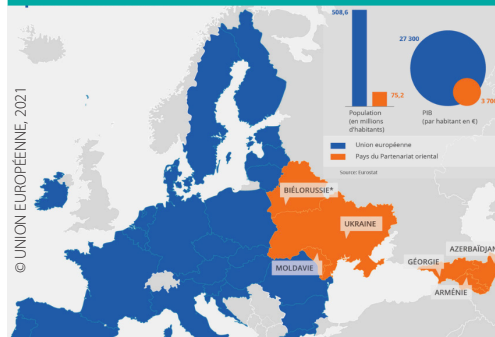 508,6
27 300
75,2
3 700
Population
(en millions
d'habitants)
PIB
(par habitant en €)
Union européenne
Pays du Partenariat oriental
Source: Eurostat
© UNION EUROPÉENNE, 2021
BIÉLORUSSIE*
UKRAINE
MOLDAVIE
AZERBAÏDJAN
GÉORGIE
ARMÉNIE